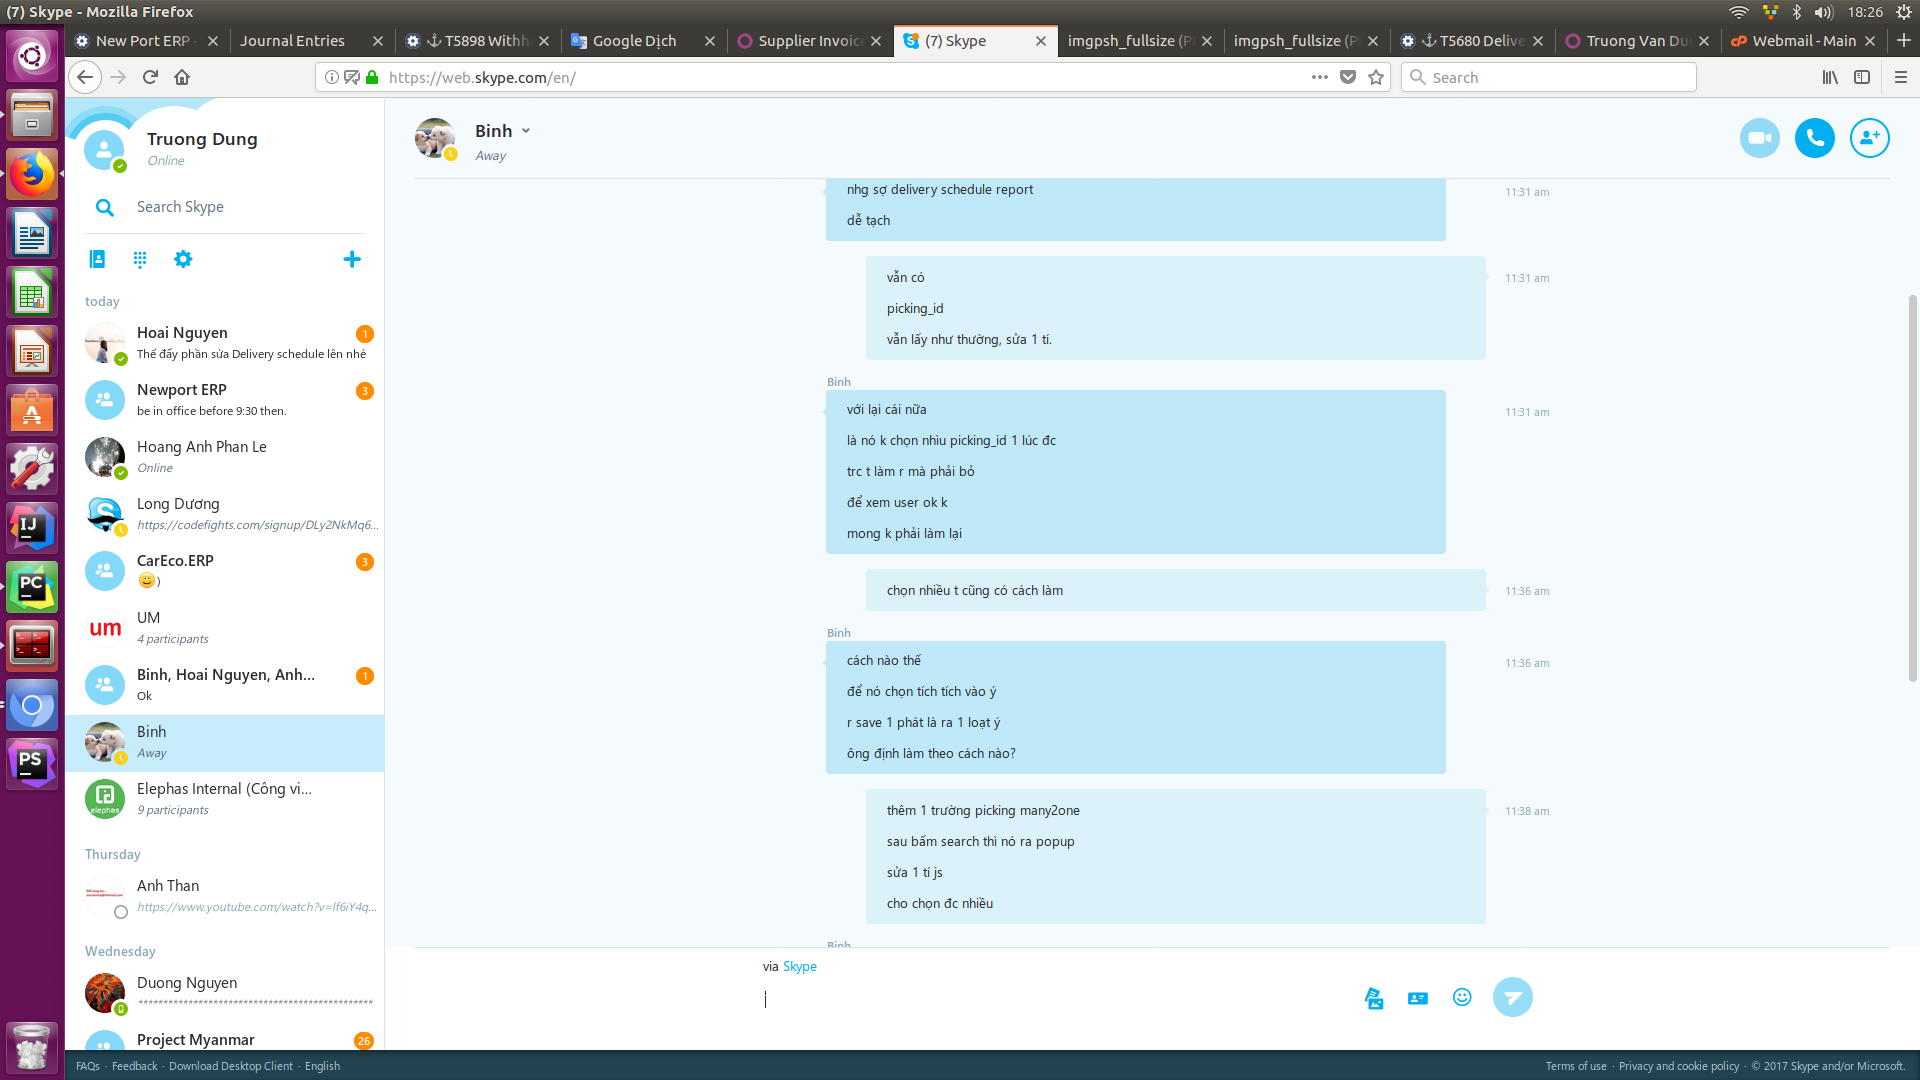 (7) Skype - Mozilla Firefox
18:26
New Port ERP
Journal Entries
T5898 Withh
Google Dịch
Supplier Invoice
(7) Skype
imgpsh_fullsize (P
imgpsh_fullsize (P
T5680 Delive
Truong Van Du
Webmail - Main
https://web.skype.com/en/
Search
Truong Dung
Online
Search Skype
today
Hoai Nguyen
1
Thế đẩy phần sửa Delivery schedule lên nhé
Newport ERP
3
be in office before 9:30 then.
Hoang Anh Phan Le
Online
Long Dương
https://codefights.com/signup/DLy2NkMq6...
CarEco.ERP
3
)
um
UM
4 participants
Binh, Hoai Nguyen, Anh...
1
Ok
Binh
Away
elephas
Elephas Internal (Công vi...
9 participants
Thursday
Anh Than
https://www.youtube.com/watch?v=lf6iY4q...
Wednesday
Duong Nguyen
Project Myanmar
26
Binh
Away
nhg sợ delivery schedule report
11:31 am
dễ tạch
vẫn có
11:31 am
picking_id
vẫn lấy như thường, sửa 1 tí.
Binh
với lại cái nữa
11:31 am
là nó k chọn nhìu picking_id 1 lúc đc
trc t làm r mà phải bỏ
để xem user ok k
mong k phải làm lại
chọn nhiều t cũng có cách làm
11:36 am
Binh
cách nào thế
11:36 am
để nó chọn tích tích vào ý
r save 1 phát là ra 1 loạt ý
ông định làm theo cách nào?
thêm 1 trường picking many2one
11:38 am
sau bấm search thì nó ra popup
sửa 1 tí js
cho chọn đc nhiều
Binh
via Skype
IJ
PC
PS
FAQs · Feedback · Download Desktop Client · English
Terms of use · Privacy and cookie policy · © 2017 Skype and/or Microsoft.